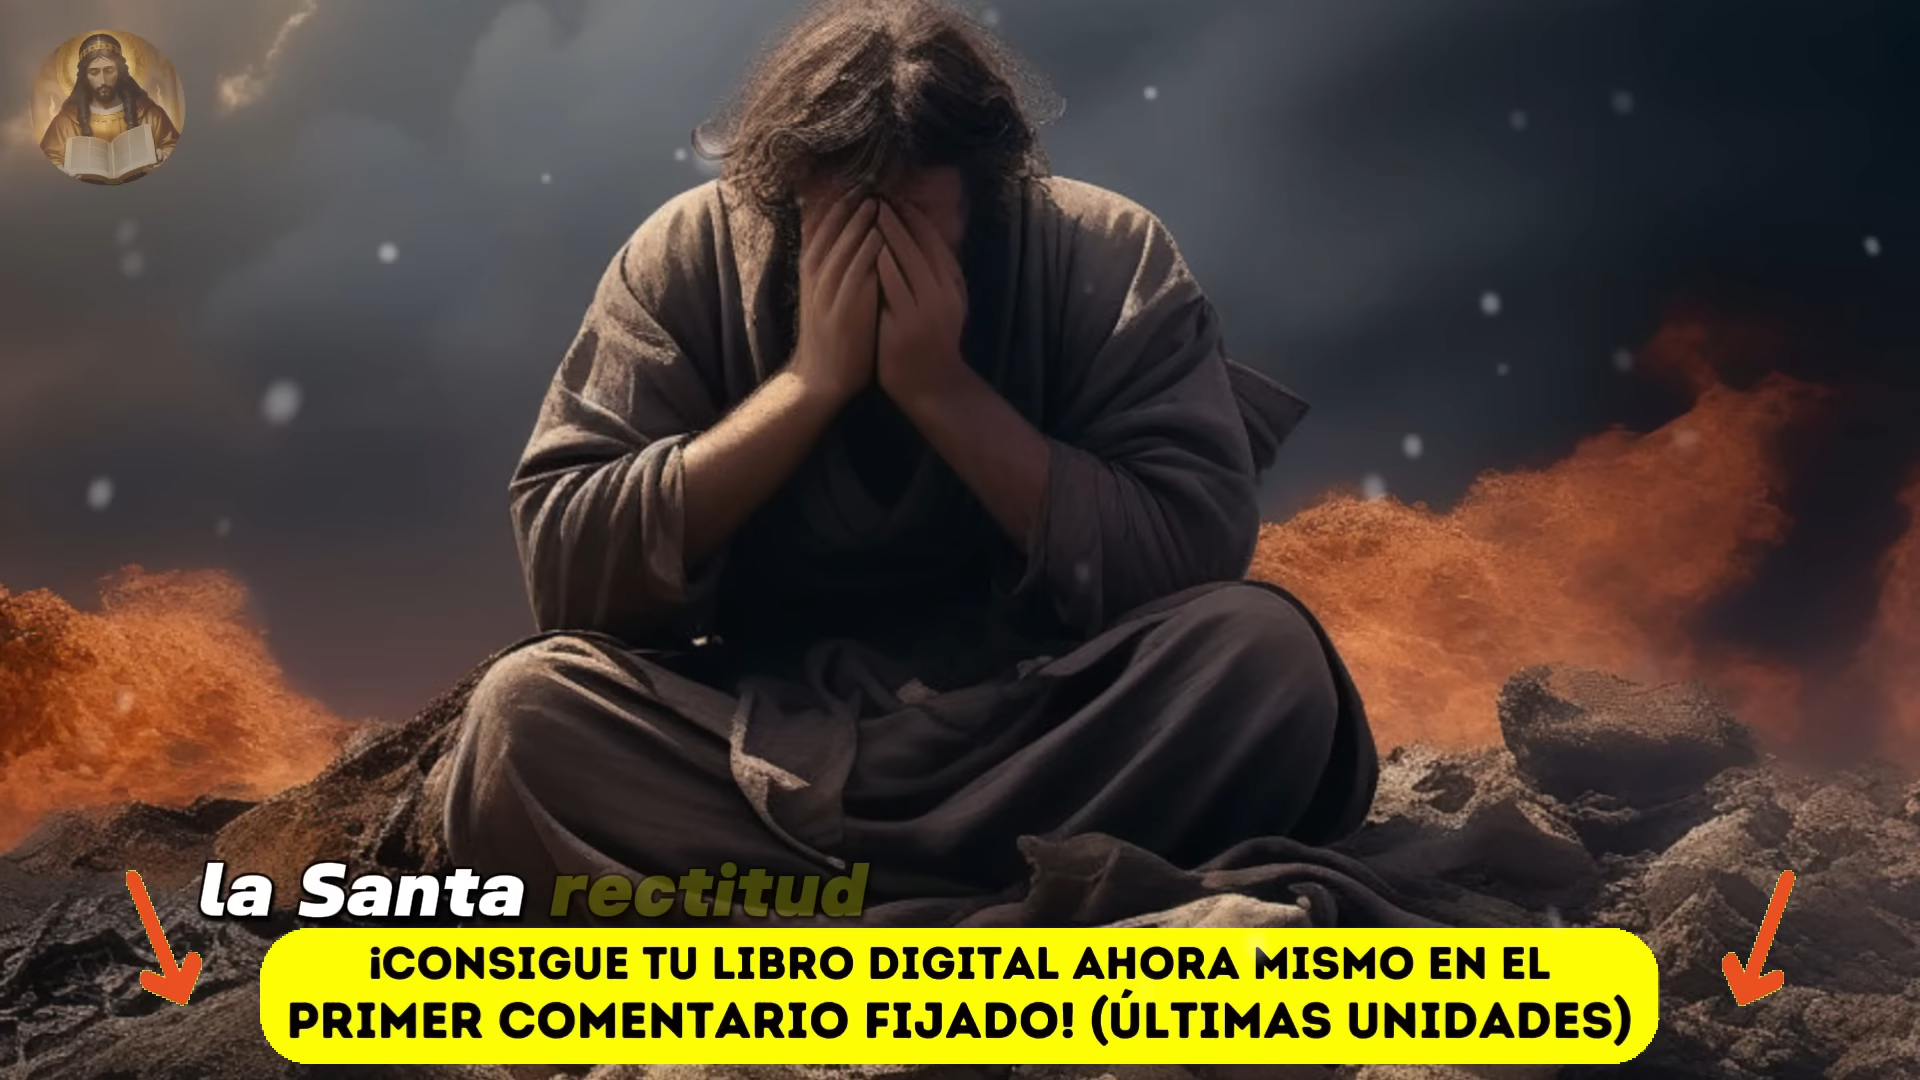 la Santa rectitud
¡CONSIGUE TU LIBRO DIGITAL AHORA MISMO EN EL
PRIMER COMENTARIO FIJADO! (ÚLTIMAS UNIDADES)